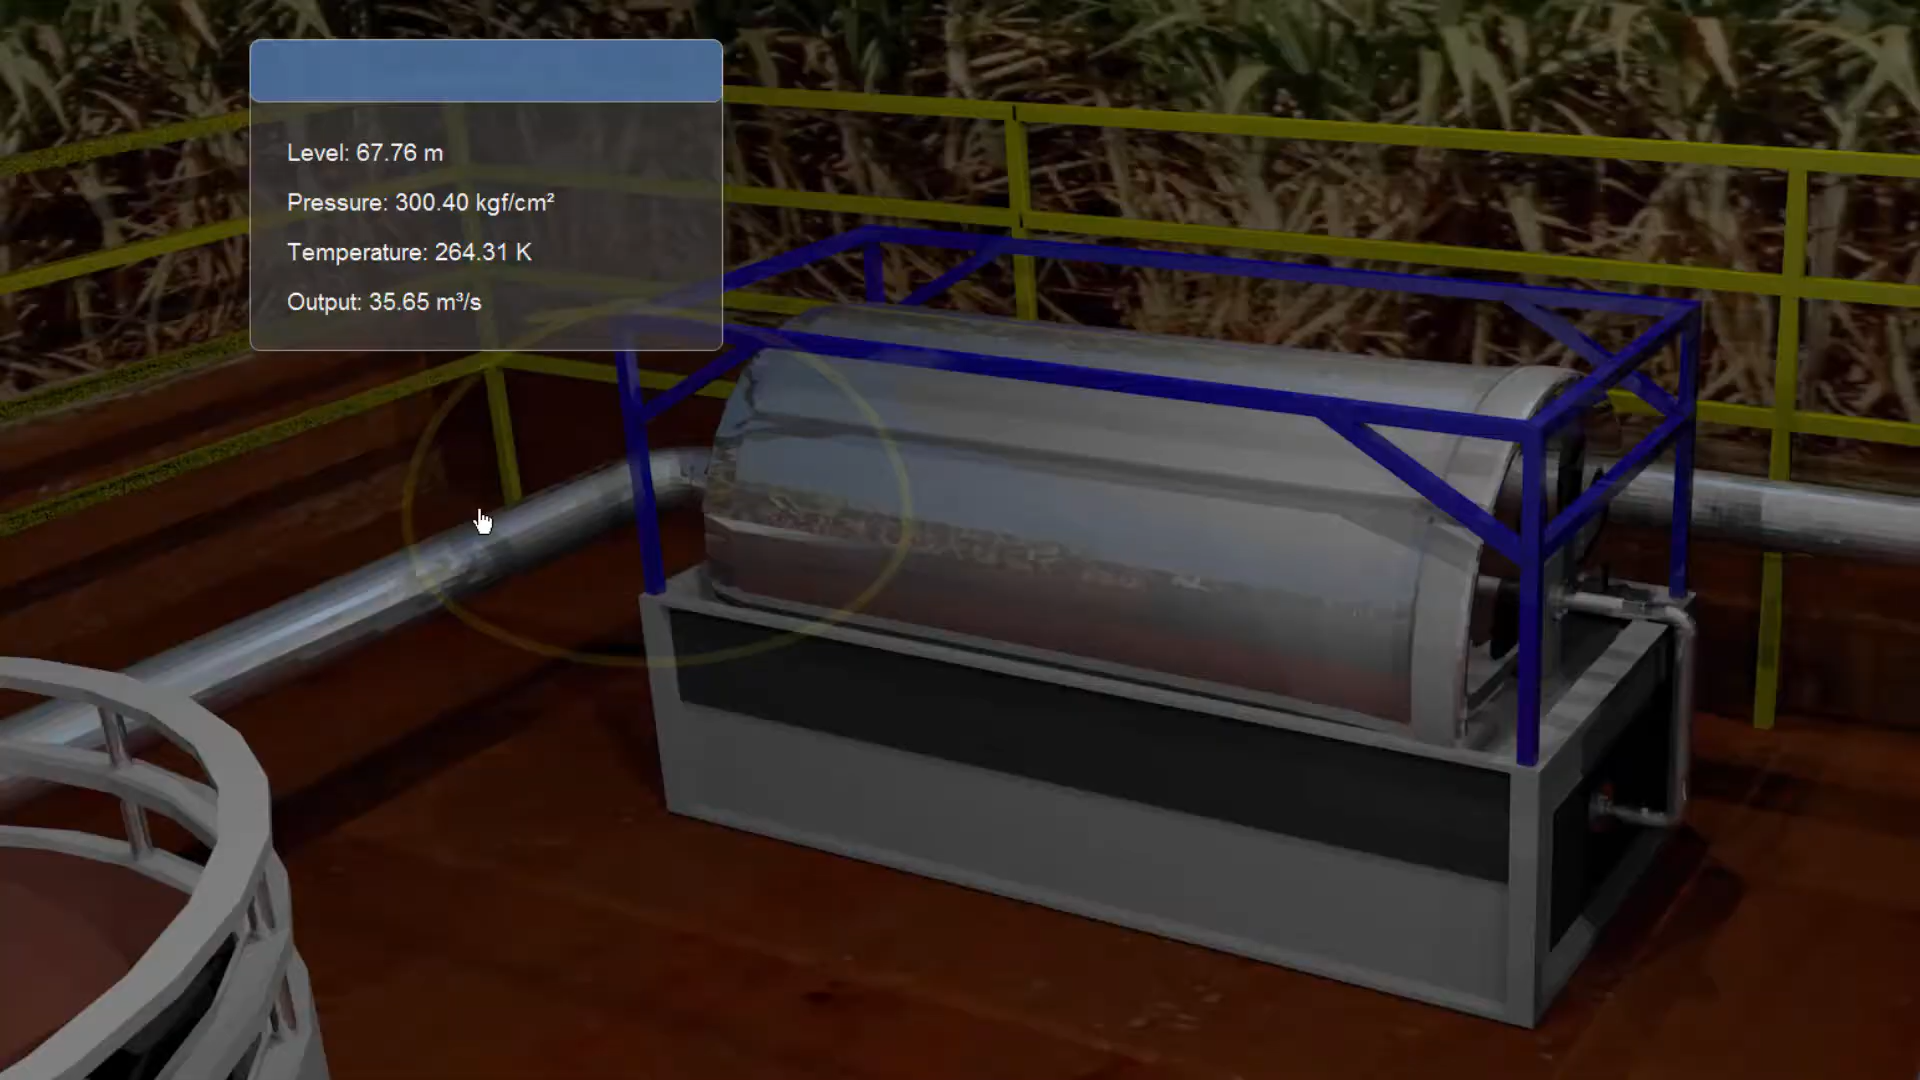 Level: 67.76 m
Pressure: 300.40 kgf/cm²
Temperature: 264.31 K
Output: 35.65 m³/s